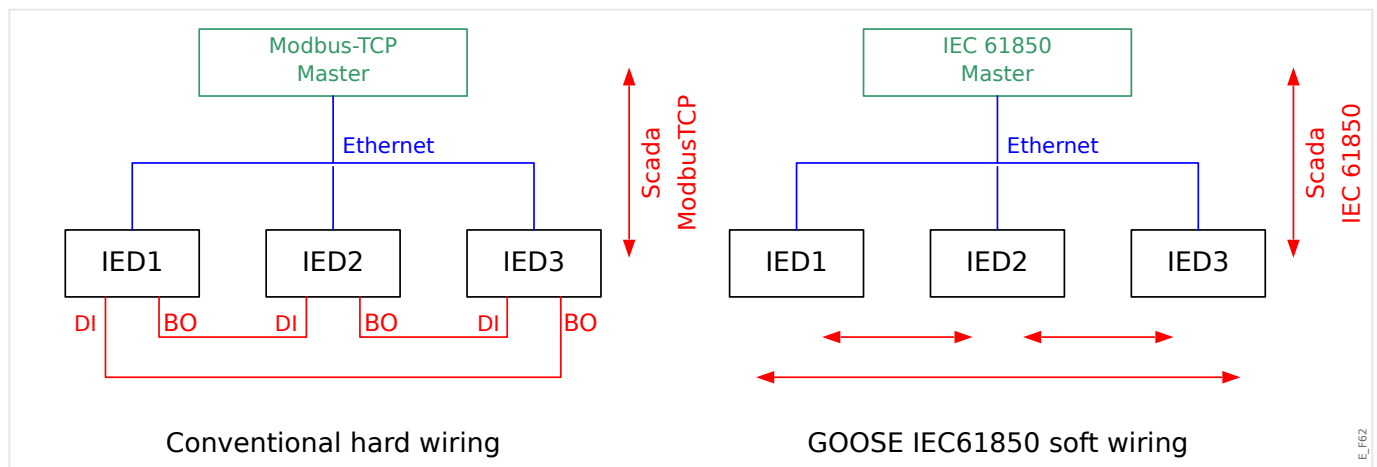 Modbus-TCP
Master
Ethernet
Scada
ModbusTCP
IED1
IED2
IED3
DI
BO
DI
BO
DI
BO
Conventional hard wiring
IEC 61850
Master
Ethernet
Scada
IEC 61850
IED1
IED2
IED3
GOOSE IEC61850 soft wiring
E_F62